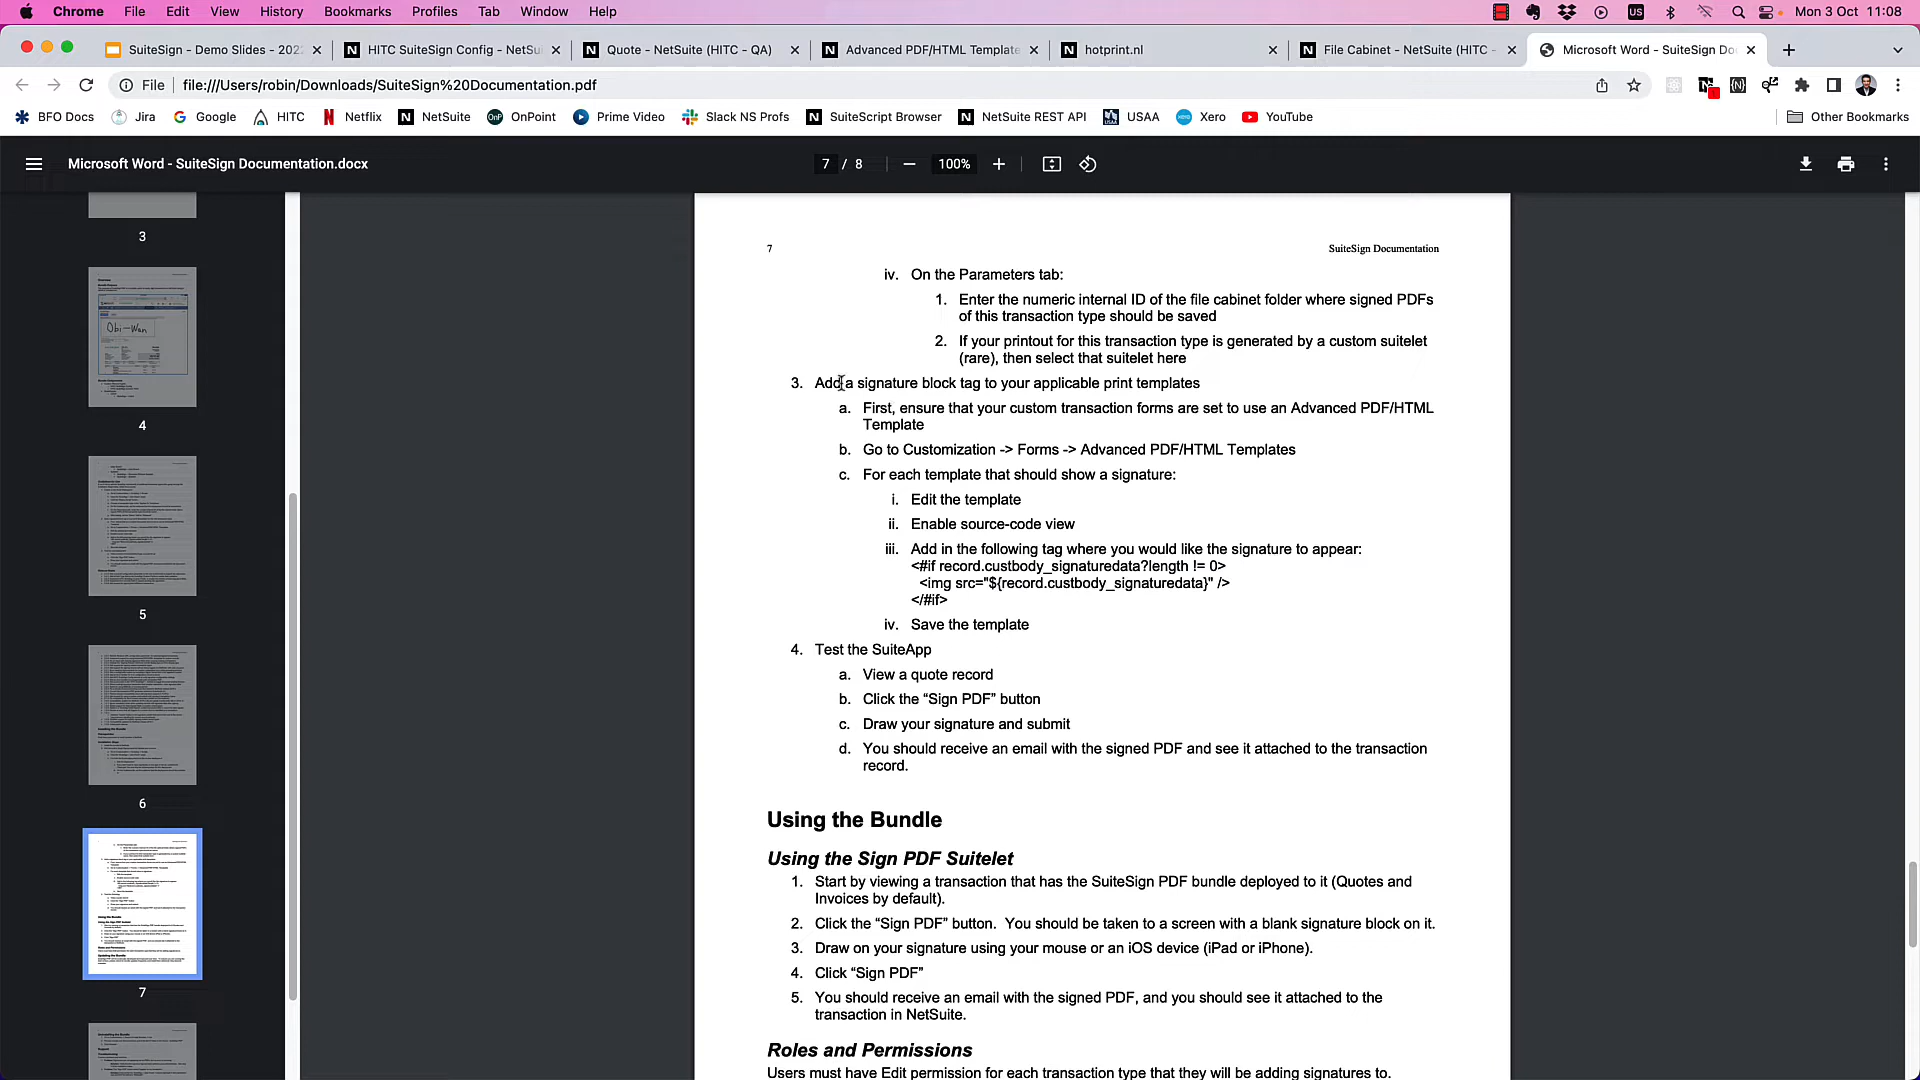 Chrome File Edit View History Bookmarks Profiles Tab Window Help US Mon 3 Oct 11:08
SuiteSign - Demo Slides - 202 HITC SuiteSign Config - NetSu Quote - NetSuite (HITC - QA) Advanced PDF/HTML Template hotprint.nl File Cabinet - NetSuite (HITC - Microsoft Word - SuiteSign Do
File file:///Users/robin/Downloads/SuiteSign%20Documentation.pdf
BFO Docs Jira Google HITC Netflix NetSuite OnPoint Prime Video Slack NS Profs SuiteScript Browser NetSuite REST API USAA Xero YouTube Other Bookmarks
Microsoft Word - SuiteSign Documentation.docx 7 / 8 100%
3
4
5
6
7
7 SuiteSign Documentation
iv. On the Parameters tab:
1. Enter the numeric internal ID of the file cabinet folder where signed PDFs
of this transaction type should be saved
2. If your printout for this transaction type is generated by a custom suitelet
(rare), then select that suitelet here
3. Add a signature block tag to your applicable print templates
a. First, ensure that your custom transaction forms are set to use an Advanced PDF/HTML
Template
b. Go to Customization -> Forms -> Advanced PDF/HTML Templates
c. For each template that should show a signature:
i. Edit the template
ii. Enable source-code view
iii. Add in the following tag where you would like the signature to appear:
<#if record.custbody_signaturedata?length != 0>
<img src="${record.custbody_signaturedata}" />
</#if>
iv. Save the template
4. Test the SuiteApp
a. View a quote record
b. Click the “Sign PDF” button
c. Draw your signature and submit
d. You should receive an email with the signed PDF and see it attached to the transaction
record.
Using the Bundle
Using the Sign PDF Suitelet
1. Start by viewing a transaction that has the SuiteSign PDF bundle deployed to it (Quotes and
Invoices by default).
2. Click the “Sign PDF” button. You should be taken to a screen with a blank signature block on it.
3. Draw on your signature using your mouse or an iOS device (iPad or iPhone).
4. Click “Sign PDF”
5. You should receive an email with the signed PDF, and you should see it attached to the
transaction in NetSuite.
Roles and Permissions
Users must have Edit permission for each transaction type that they will be adding signatures to.